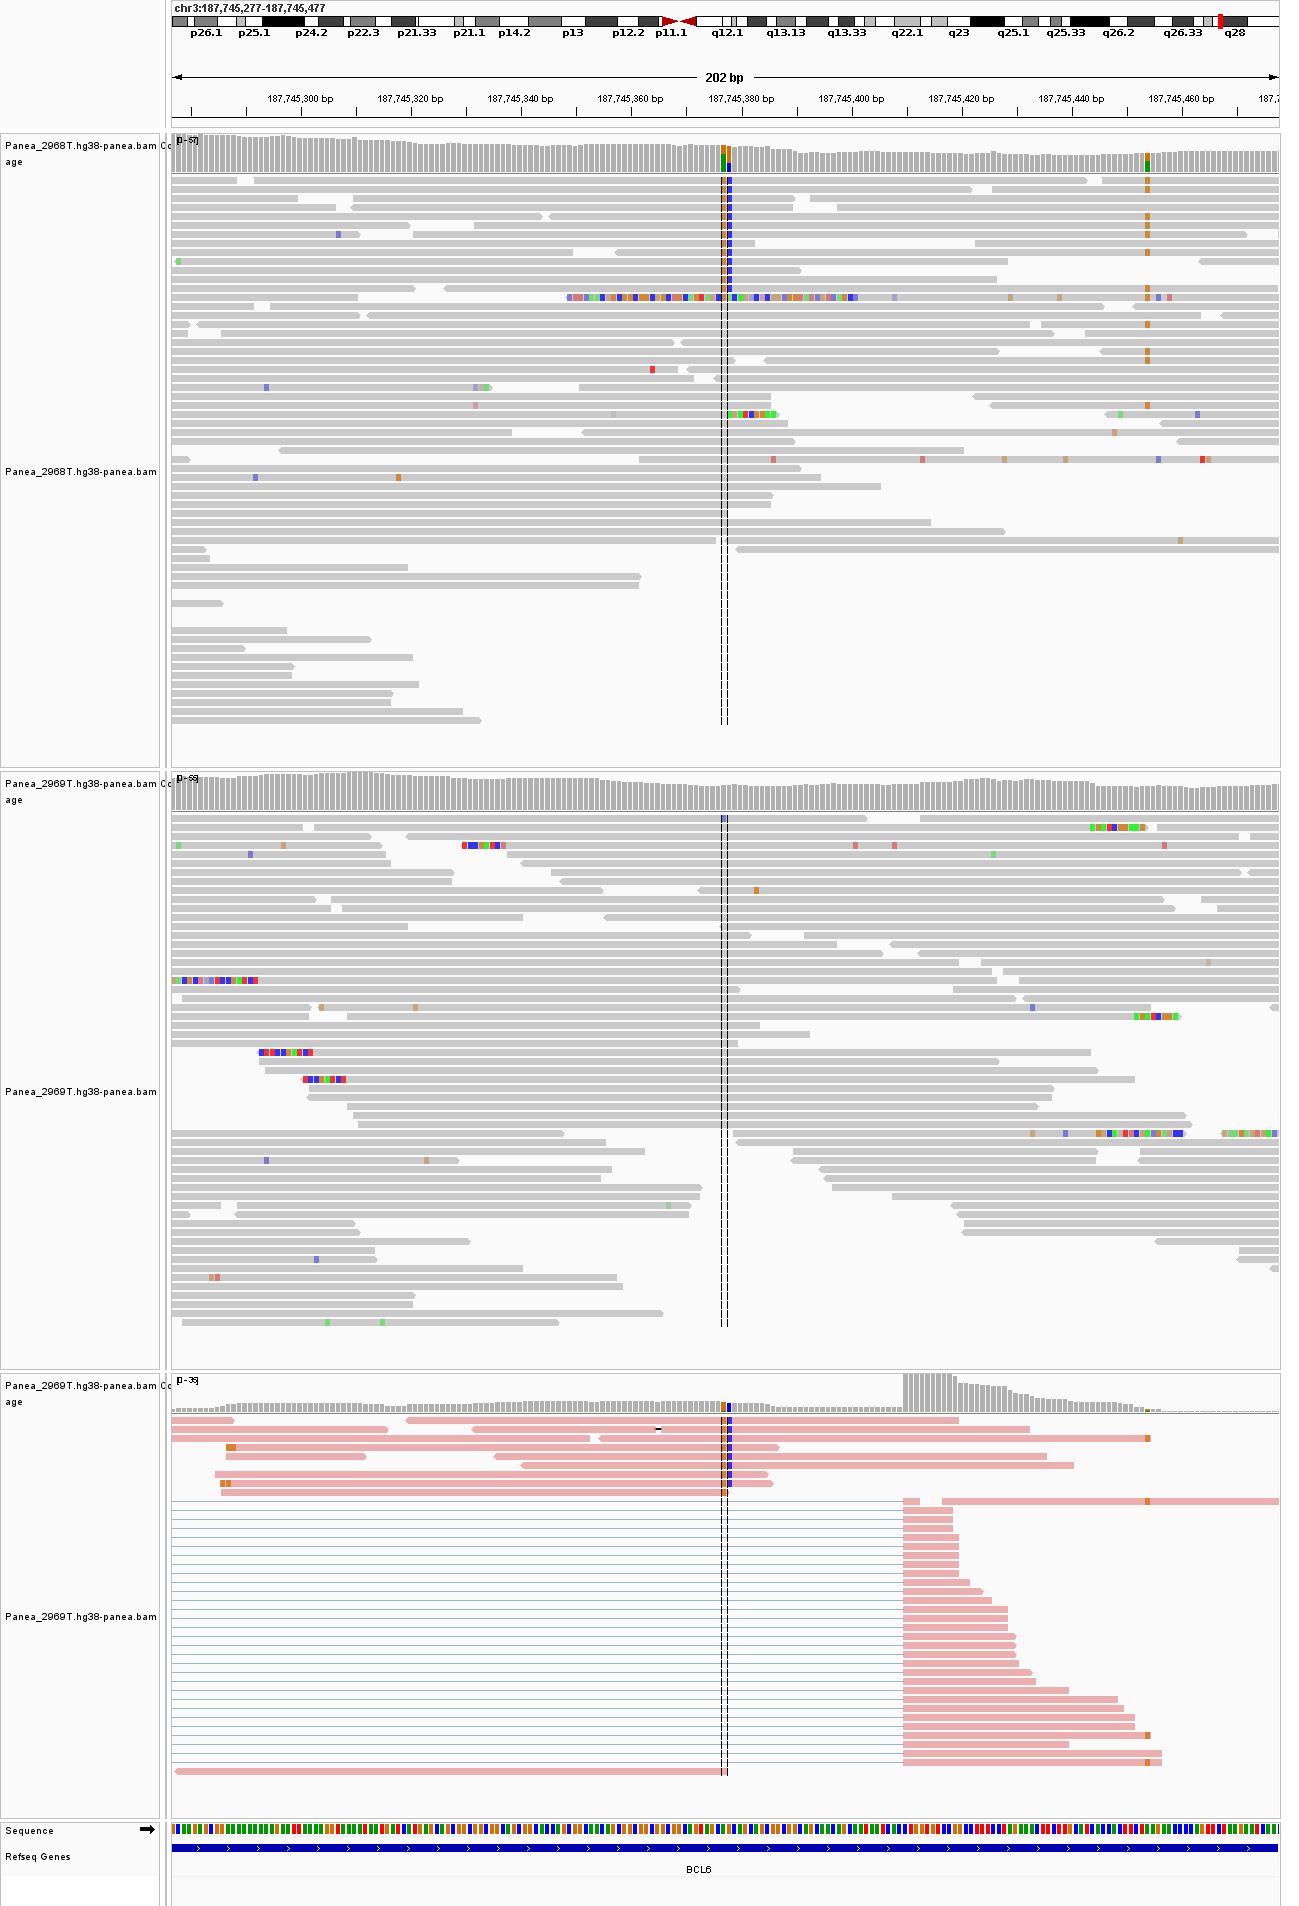 chr3:187,745,277-187,745,477
p26.1 p25.1 p24.2 p22.3 p21.33 p21.1 p14.2 p13 p12.2 p11.1 q12.1 q13.13 q13.33 q22.1 q23 q25.1 q25.33 q26.2 q26.33 q28
202 bp
187,745,300 bp 187,745,320 bp 187,745,340 bp 187,745,360 bp 187,745,380 bp 187,745,400 bp 187,745,420 bp 187,745,440 bp 187,745,460 bp 187,7
Panea_2968T.hg38-panea.bam Co
age
[0-57]
Panea_2968T.hg38-panea.bam
Panea_2969T.hg38-panea.bam Co
age
Panea_2969T.hg38-panea.bam
Panea_2969T.hg38-panea.bam Co
age
Panea_2969T.hg38-panea.bam
Sequence
Refseq Genes
BCL6